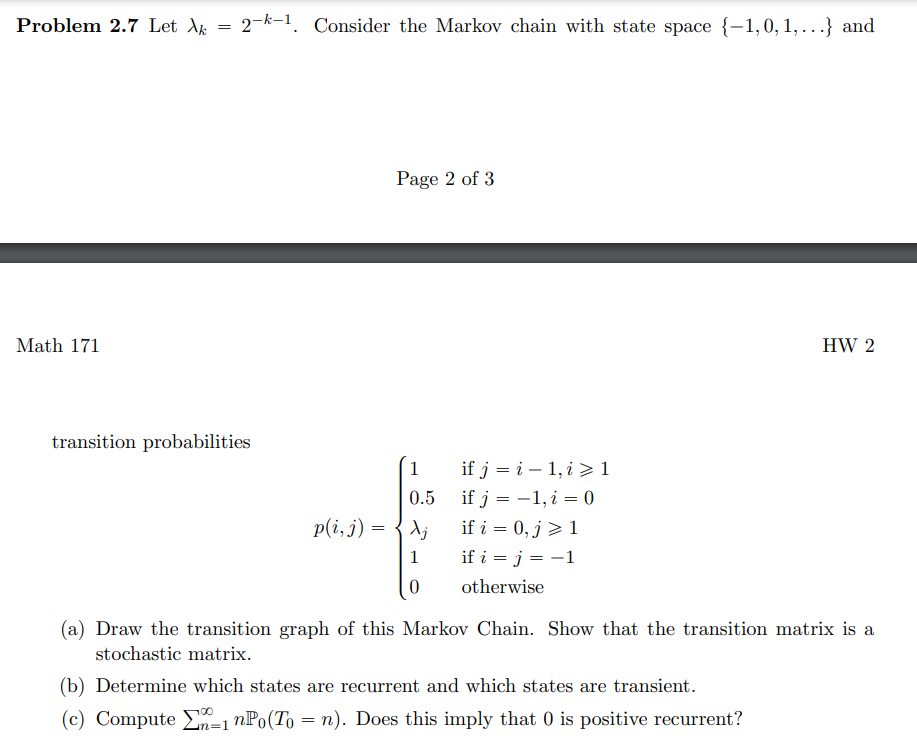 Problem 2.7 Let λₖ = 2⁻ᵏ⁻¹. Consider the Markov chain with state space {−1, 0, 1, . . .} and
Page 2 of 3
Math 171 HW 2
transition probabilities
p(i, j) = {
1 if j = i − 1, i ⩾ 1
0.5 if j = −1, i = 0
λⱼ if i = 0, j ⩾ 1
1 if i = j = −1
0 otherwise
(a) Draw the transition graph of this Markov Chain. Show that the transition matrix is a
stochastic matrix.
(b) Determine which states are recurrent and which states are transient.
(c) Compute ∑_{n=1}^{∞} nℙ₀(T₀ = n). Does this imply that 0 is positive recurrent?